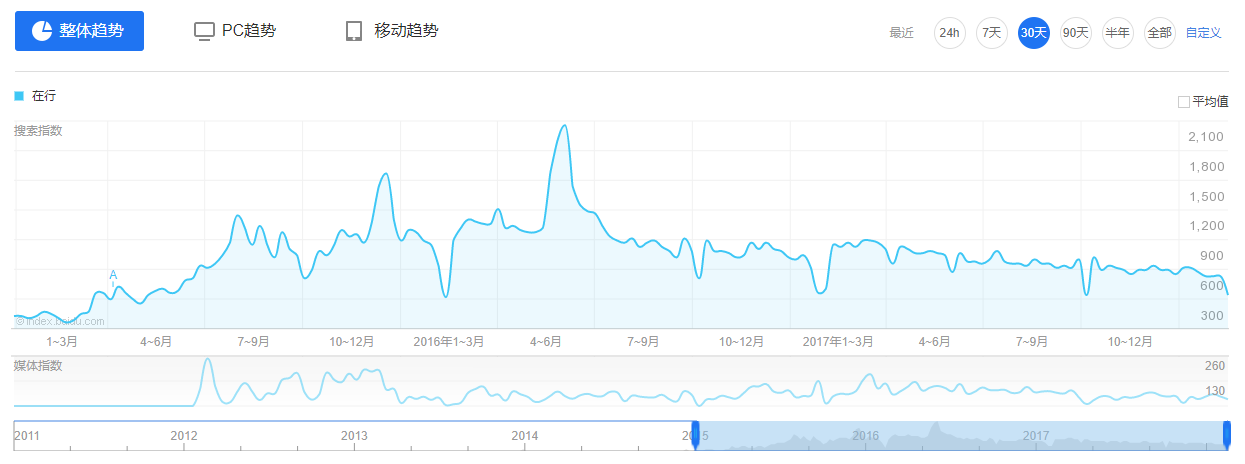 整体趋势 PC趋势 移动趋势 最近 24h 7天 30天 90天 半年 全部 自定义
在行
平均值
搜索指数
2,100
1,800
1,500
1,200
900
A
600
300
©index.baidu.com
1~3月 4~6月 7~9月 10~12月 2016年1~3月 4~6月 7~9月 10~12月 2017年1~3月 4~6月 7~9月 10~12月
媒体指数
260
130
2011 2012 2013 2014 2015 2016 2017